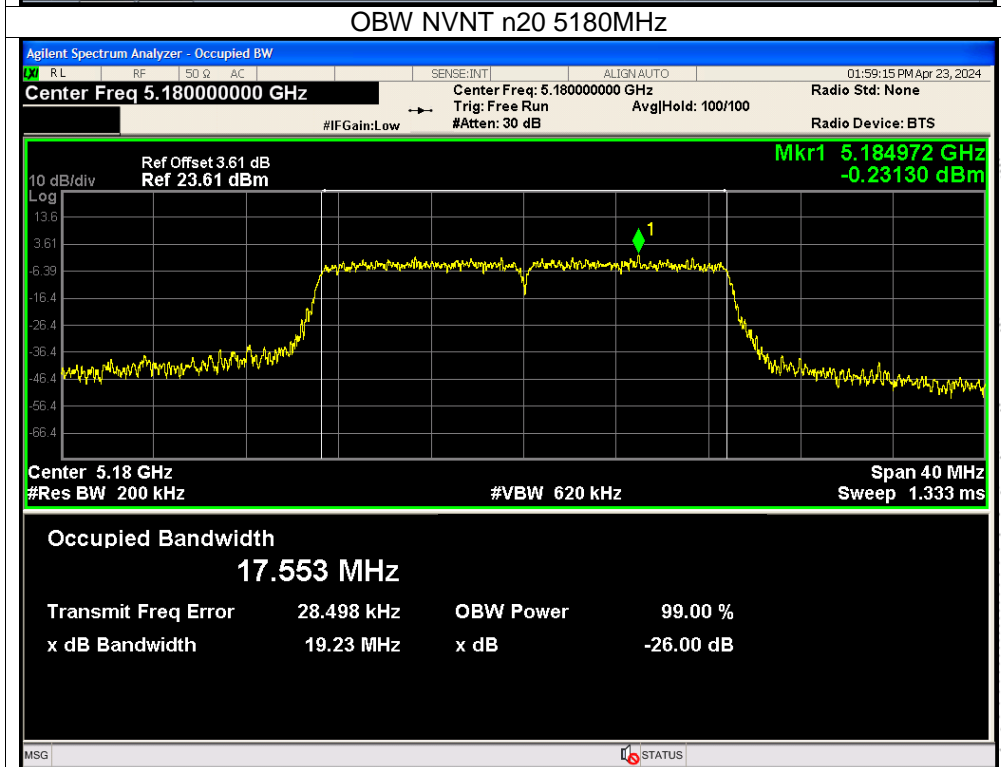 OBW NVNT n20 5180MHz
Agilent Spectrum Analyzer - Occupied BW
LXI RL RF 50 Ω AC SENSE:INT ALIGN AUTO 01:59:15 PM Apr 23, 2024
Center Freq 5.180000000 GHz Center Freq: 5.180000000 GHz Radio Std: None
Trig: Free Run Avg|Hold: 100/100
#IFGain:Low #Atten: 30 dB Radio Device: BTS
Mkr1 5.184972 GHz
Ref Offset 3.61 dB
10 dB/div Ref 23.61 dBm -0.23130 dBm
Log
13.6
1
3.61
-6.39
-16.4
-26.4
-36.4
-46.4
-56.4
-66.4
Center 5.18 GHz Span 40 MHz
#Res BW 200 kHz #VBW 620 kHz Sweep 1.333 ms
Occupied Bandwidth
17.553 MHz
Transmit Freq Error 28.498 kHz OBW Power 99.00 %
x dB Bandwidth 19.23 MHz x dB -26.00 dB
MSG STATUS